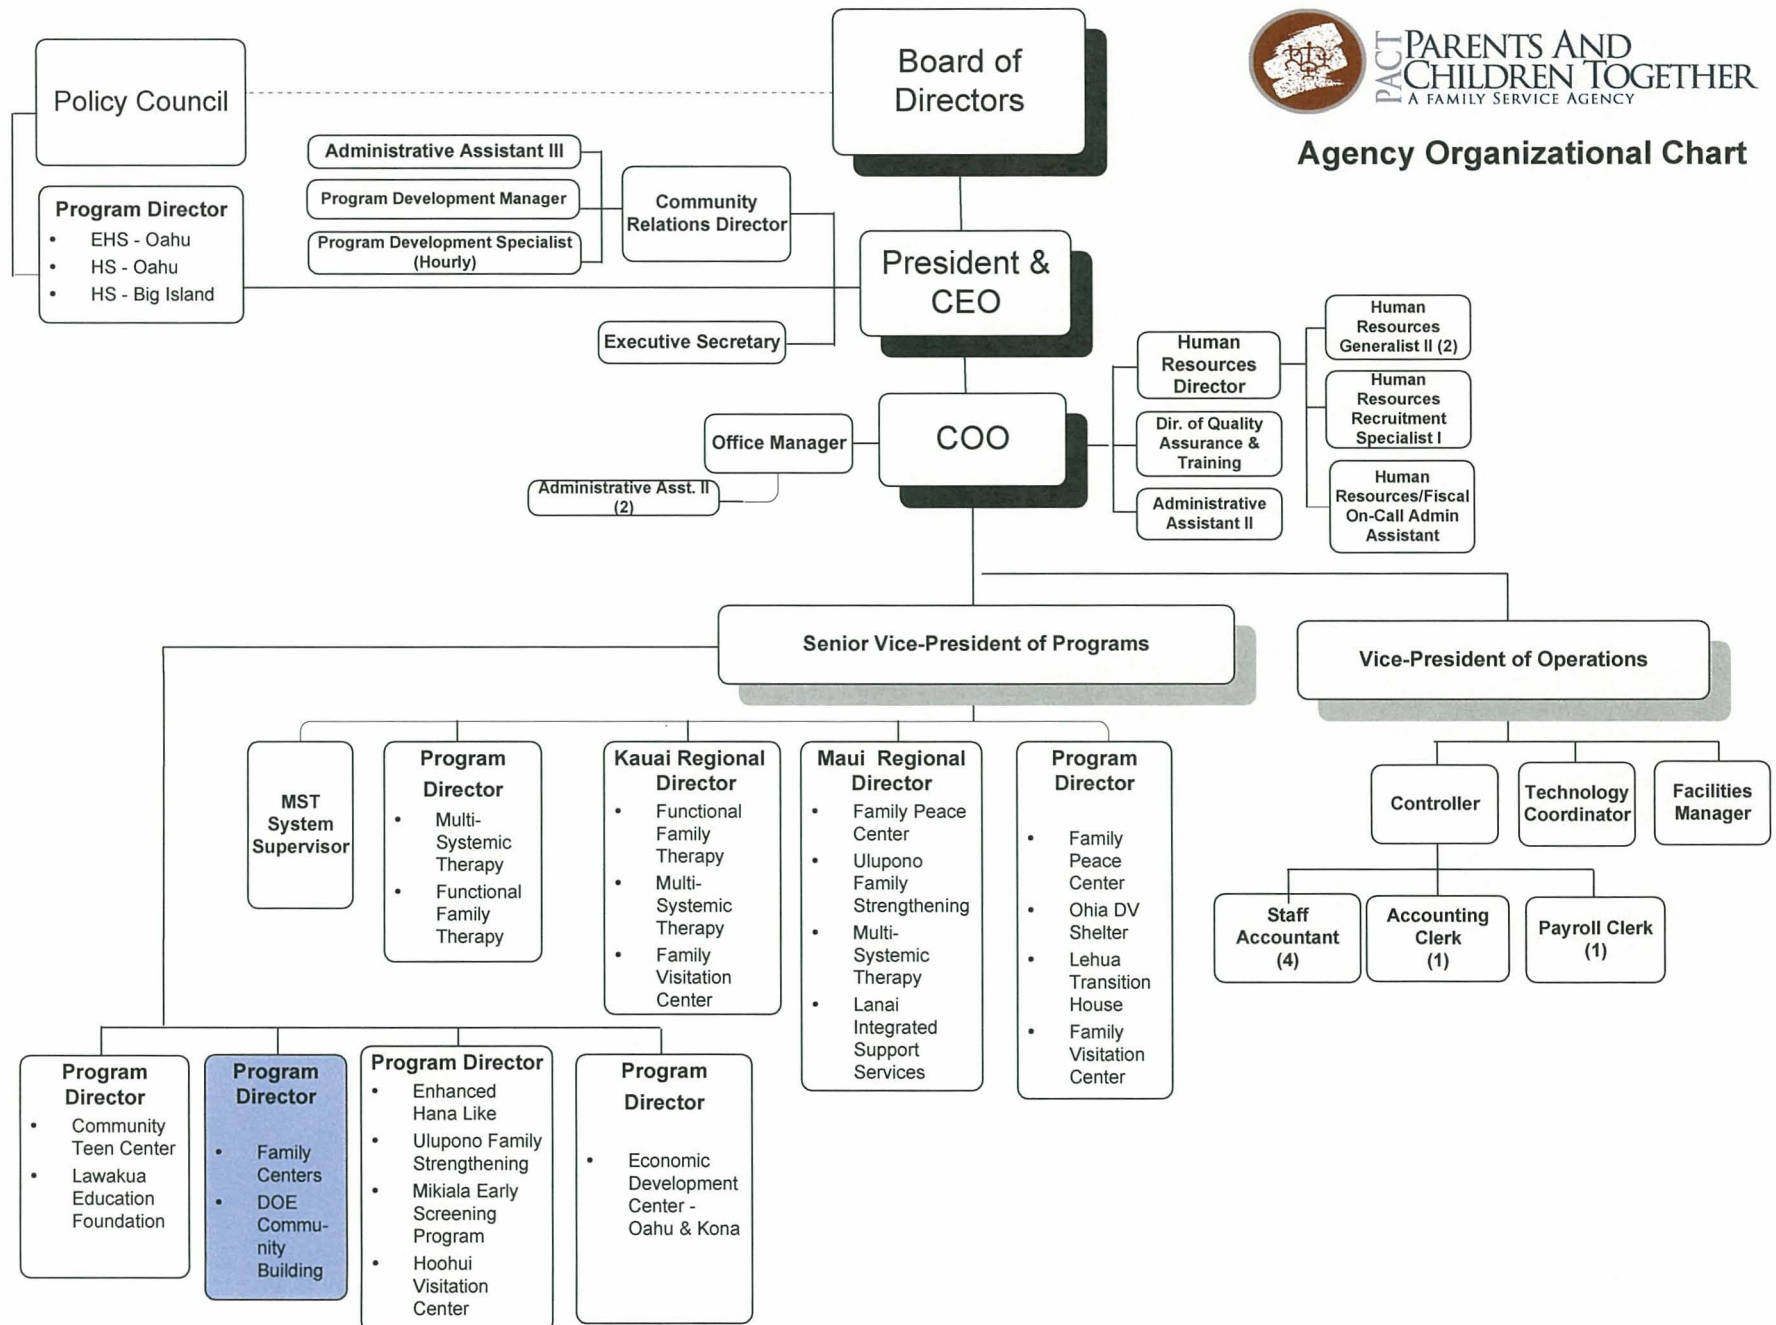 PACT
PARENTS AND
CHILDREN TOGETHER
A FAMILY SERVICE AGENCY
Agency Organizational Chart
Policy Council
Board of
Directors
Program Director
• EHS - Oahu
• HS - Oahu
• HS - Big Island
Administrative Assistant III
Program Development Manager
Program Development Specialist
(Hourly)
Community
Relations Director
President &
CEO
Executive Secretary
COO
Office Manager
Administrative Asst. II
(2)
Human
Resources
Director
Dir. of Quality
Assurance &
Training
Administrative
Assistant II
Human
Resources
Generalist II (2)
Human
Resources
Recruitment
Specialist I
Human
Resources/Fiscal
On-Call Admin
Assistant
Senior Vice-President of Programs
Vice-President of Operations
MST
System
Supervisor
Program
Director
• Multi-
Systemic
Therapy
• Functional
Family
Therapy
Kauai Regional
Director
• Functional
Family
Therapy
• Multi-
Systemic
Therapy
• Family
Visitation
Center
Maui Regional
Director
• Family Peace
Center
• Ulupono
Family
Strengthening
• Multi-
Systemic
Therapy
• Lanai
Integrated
Support
Services
Program
Director
• Family
Peace
Center
• Ohia DV
Shelter
• Lehua
Transition
House
• Family
Visitation
Center
Controller
Technology
Coordinator
Facilities
Manager
Staff
Accountant
(4)
Accounting
Clerk
(1)
Payroll Clerk
(1)
Program
Director
• Community
Teen Center
• Lawakua
Education
Foundation
Program
Director
• Family
Centers
• DOE
Commu-
nity
Building
Program Director
• Enhanced
Hana Like
• Ulupono Family
Strengthening
• Mikiala Early
Screening
Program
• Hoohui
Visitation
Center
Program
Director
• Economic
Development
Center -
Oahu & Kona